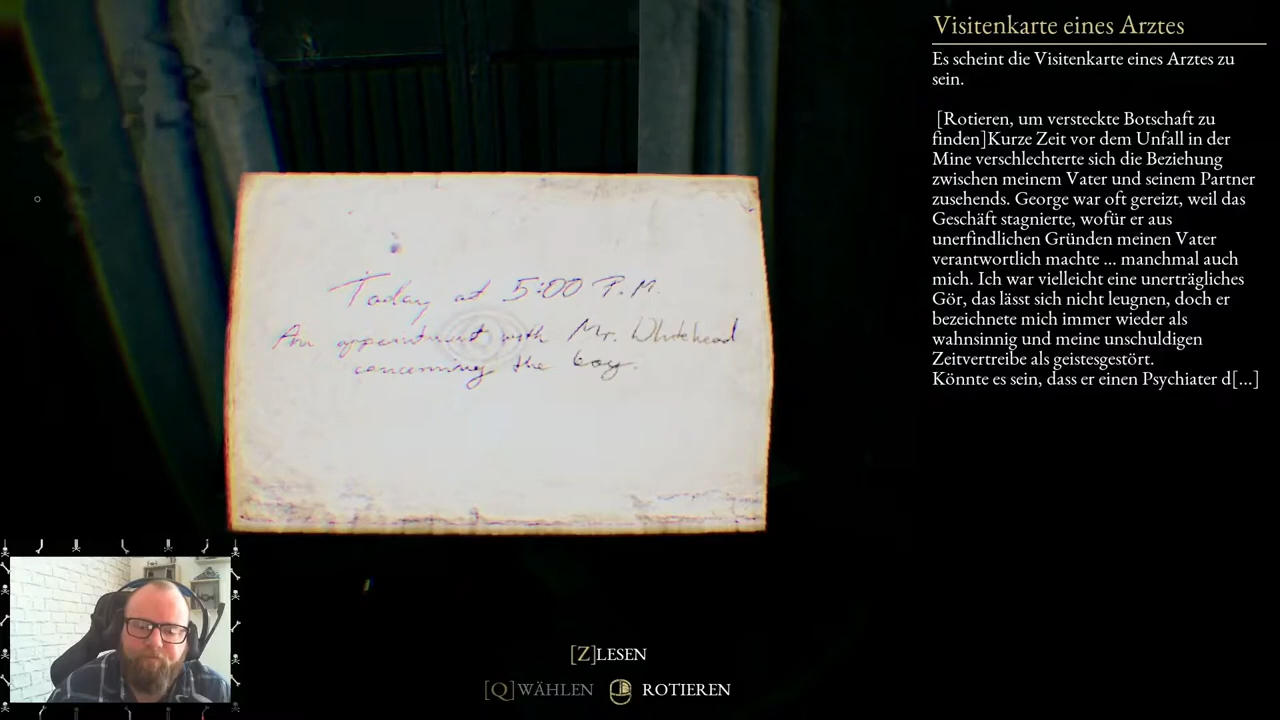 Visitenkarte eines Arztes
Es scheint die Visitenkarte eines Arztes zu
sein.
[Rotieren, um versteckte Botschaft zu
finden]Kurze Zeit vor dem Unfall in der
Mine verschlechterte sich die Beziehung
zwischen meinem Vater und seinem Partner
zusehends. George war oft gereizt, weil das
Geschäft stagnierte, wofür er aus
unerfindlichen Gründen meinen Vater
verantwortlich machte ... manchmal auch
mich. Ich war vielleicht eine unerträgliches
Gör, das lässt sich nicht leugnen, doch er
bezeichnete mich immer wieder als
wahnsinnig und meine unschuldigen
Zeitvertreibe als geistesgestört.
Könnte es sein, dass er einen Psychiater d[...]
Today at 5:00 P.M.
An appointment with Mr. Whitehead
concerning the boy.
[Z]LESEN
[Q]WÄHLEN ROTIEREN